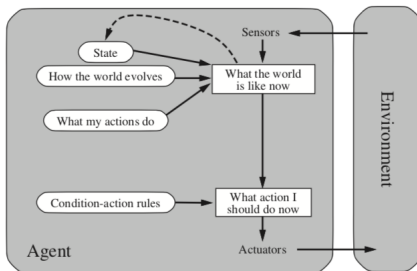 Sensors
State
How the world evolves
What the world
is like now
What my actions do
Condition-action rules
What action I
should do now
Agent
Actuators
Environment